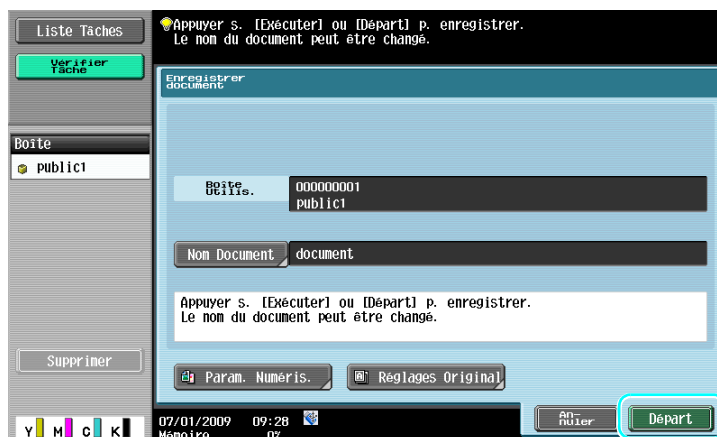 Liste Tâches
Vérifier
Tâche
Appuyer s. [Exécuter] ou [Départ] p. enregistrer.
Le nom du document peut être changé.
Enregistrer
document
Boîte
public1
Boîte
Utilis.
000000001
public1
Nom Document
document
Appuyer s. [Exécuter] ou [Départ] p. enregistrer.
Le nom du document peut être changé.
Supprimer
Param. Numéris.
Réglages Original
An-
nuler
Départ
Y M C K
07/01/2009 09:28
Mémoire 0%